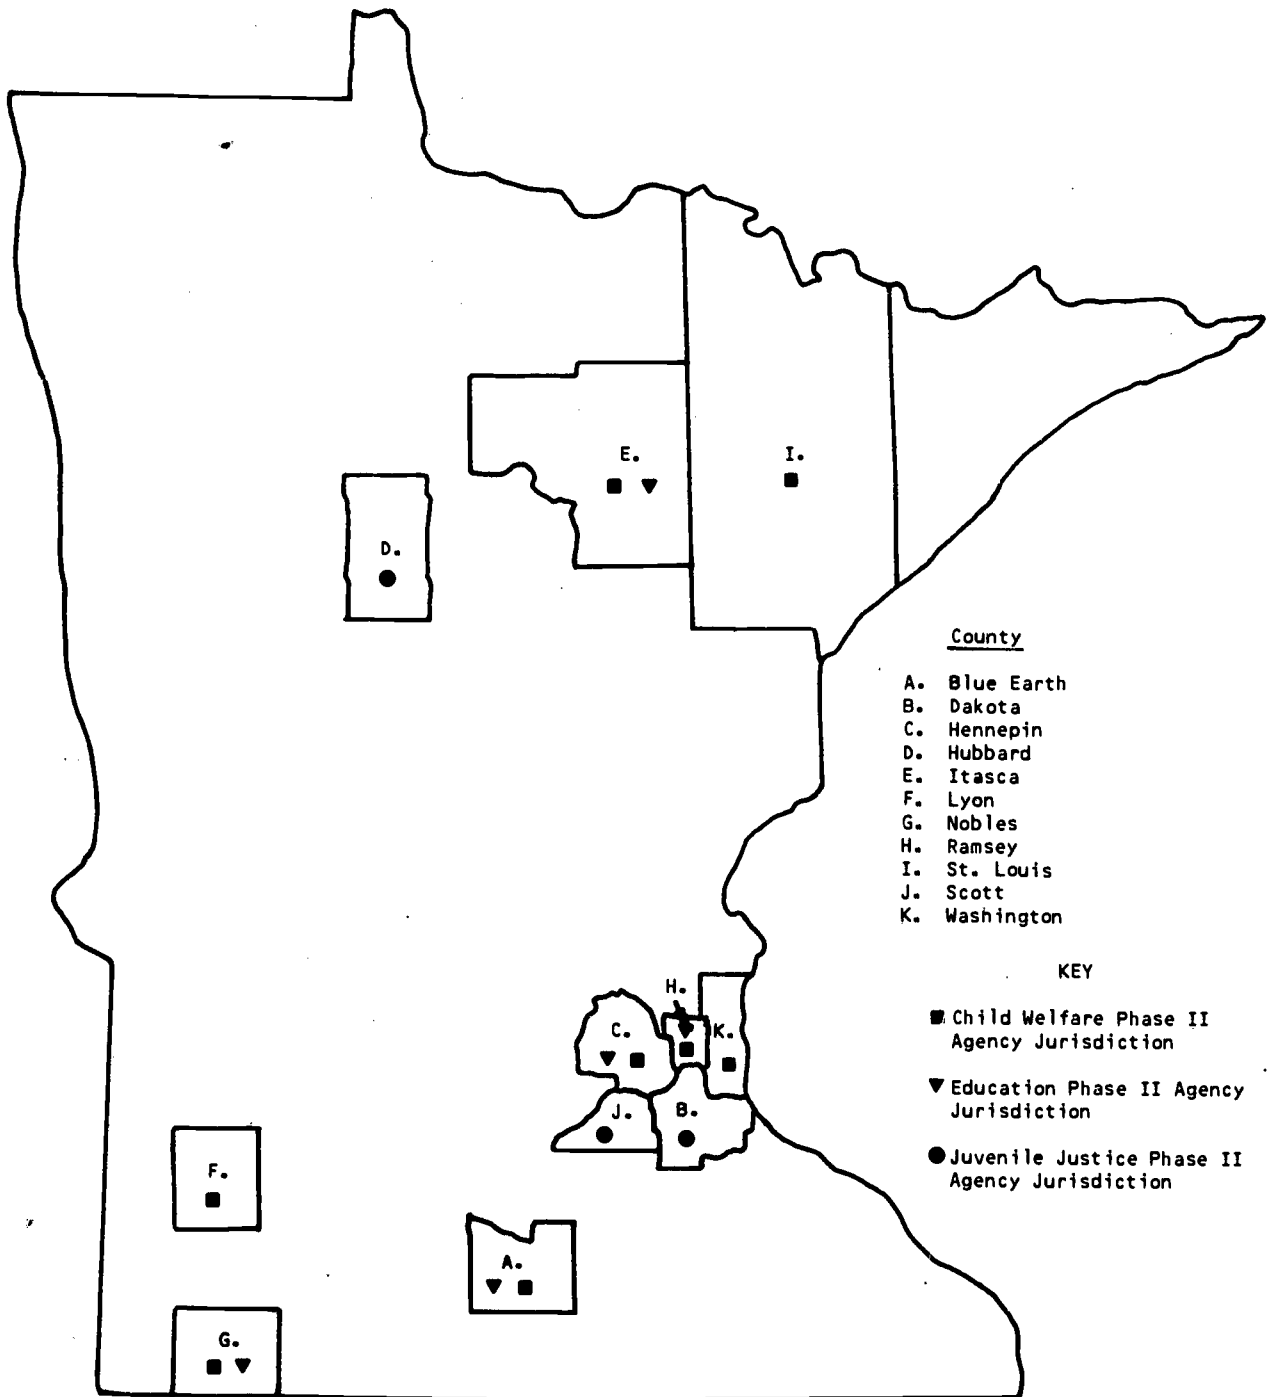 E.
I.
D.
County
A. Blue Earth
B. Dakota
C. Hennepin
D. Hubbard
E. Itasca
F. Lyon
G. Nobles
H. Ramsey
I. St. Louis
J. Scott
K. Washington
KEY
Child Welfare Phase II
Agency Jurisdiction
Education Phase II Agency
Jurisdiction
Juvenile Justice Phase II
Agency Jurisdiction
H.
C.
K.
J.
B.
F.
A.
G.